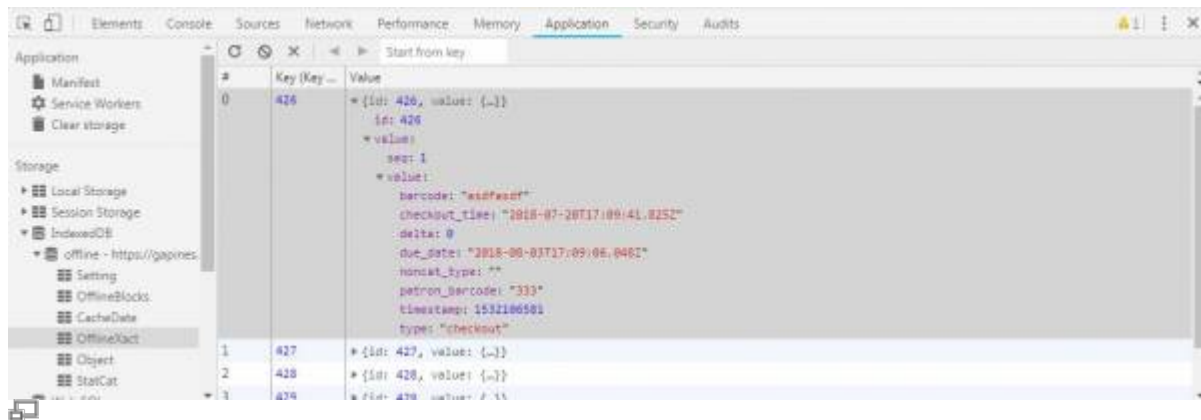 Elements Console Sources Network Performance Memory Application Security Audits 1
Application
Manifest
Service Workers
Clear storage
Storage
Local Storage
Session Storage
IndexedDB
offline - https://gapines.
Setting
OfflineBlocks
CacheDate
OfflineXact
Object
StatCat
Start from key
# Key (Key ... Value
0 426 {id: 426, value: {…}}
id: 426
value:
seq: 1
value:
barcode: "asdfasdf"
checkout_time: "2018-07-20T17:09:41.825Z"
delta: 0
due_date: "2018-08-03T17:09:06.048Z"
noncat_type: ""
patron_barcode: "333"
timestamp: 1532106581
type: "checkout"
1 427 {id: 427, value: {…}}
2 428 {id: 428, value: {…}}
3 429 {id: 429, value: {…}}